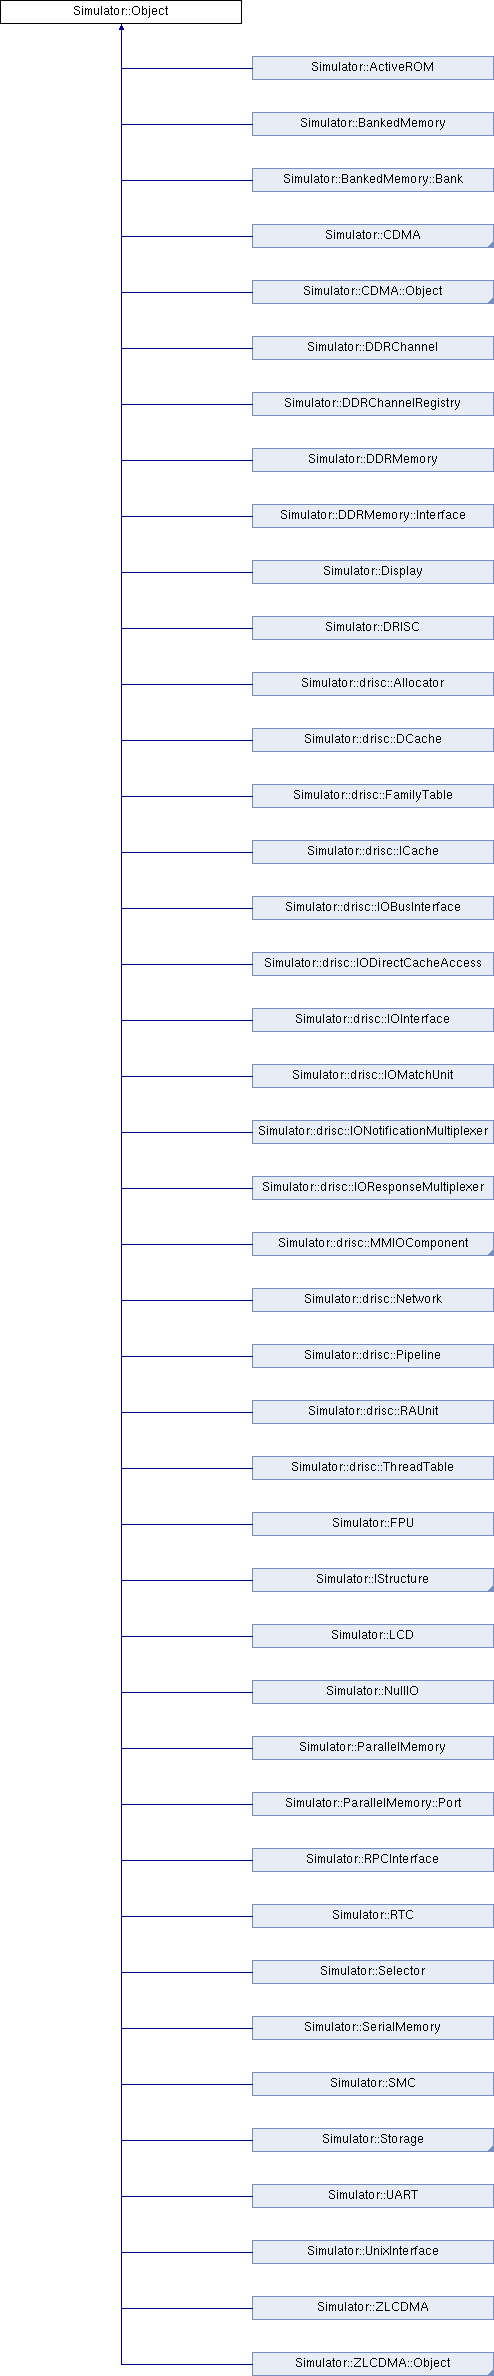 Simulator::Object
Simulator::ActiveROM
Simulator::BankedMemory
Simulator::BankedMemory::Bank
Simulator::CDMA
Simulator::CDMA::Object
Simulator::DDRChannel
Simulator::DDRChannelRegistry
Simulator::DDRMemory
Simulator::DDRMemory::Interface
Simulator::Display
Simulator::DRISC
Simulator::drisc::Allocator
Simulator::drisc::DCache
Simulator::drisc::FamilyTable
Simulator::drisc::ICache
Simulator::drisc::IOBusInterface
Simulator::drisc::IODirectCacheAccess
Simulator::drisc::IOInterface
Simulator::drisc::IOMatchUnit
Simulator::drisc::IONotificationMultiplexer
Simulator::drisc::IOResponseMultiplexer
Simulator::drisc::MMIOComponent
Simulator::drisc::Network
Simulator::drisc::Pipeline
Simulator::drisc::RAUnit
Simulator::drisc::ThreadTable
Simulator::FPU
Simulator::IStructure
Simulator::LCD
Simulator::NullIO
Simulator::ParallelMemory
Simulator::ParallelMemory::Port
Simulator::RPCInterface
Simulator::RTC
Simulator::Selector
Simulator::SerialMemory
Simulator::SMC
Simulator::Storage
Simulator::UART
Simulator::UnixInterface
Simulator::ZLCDMA
Simulator::ZLCDMA::Object